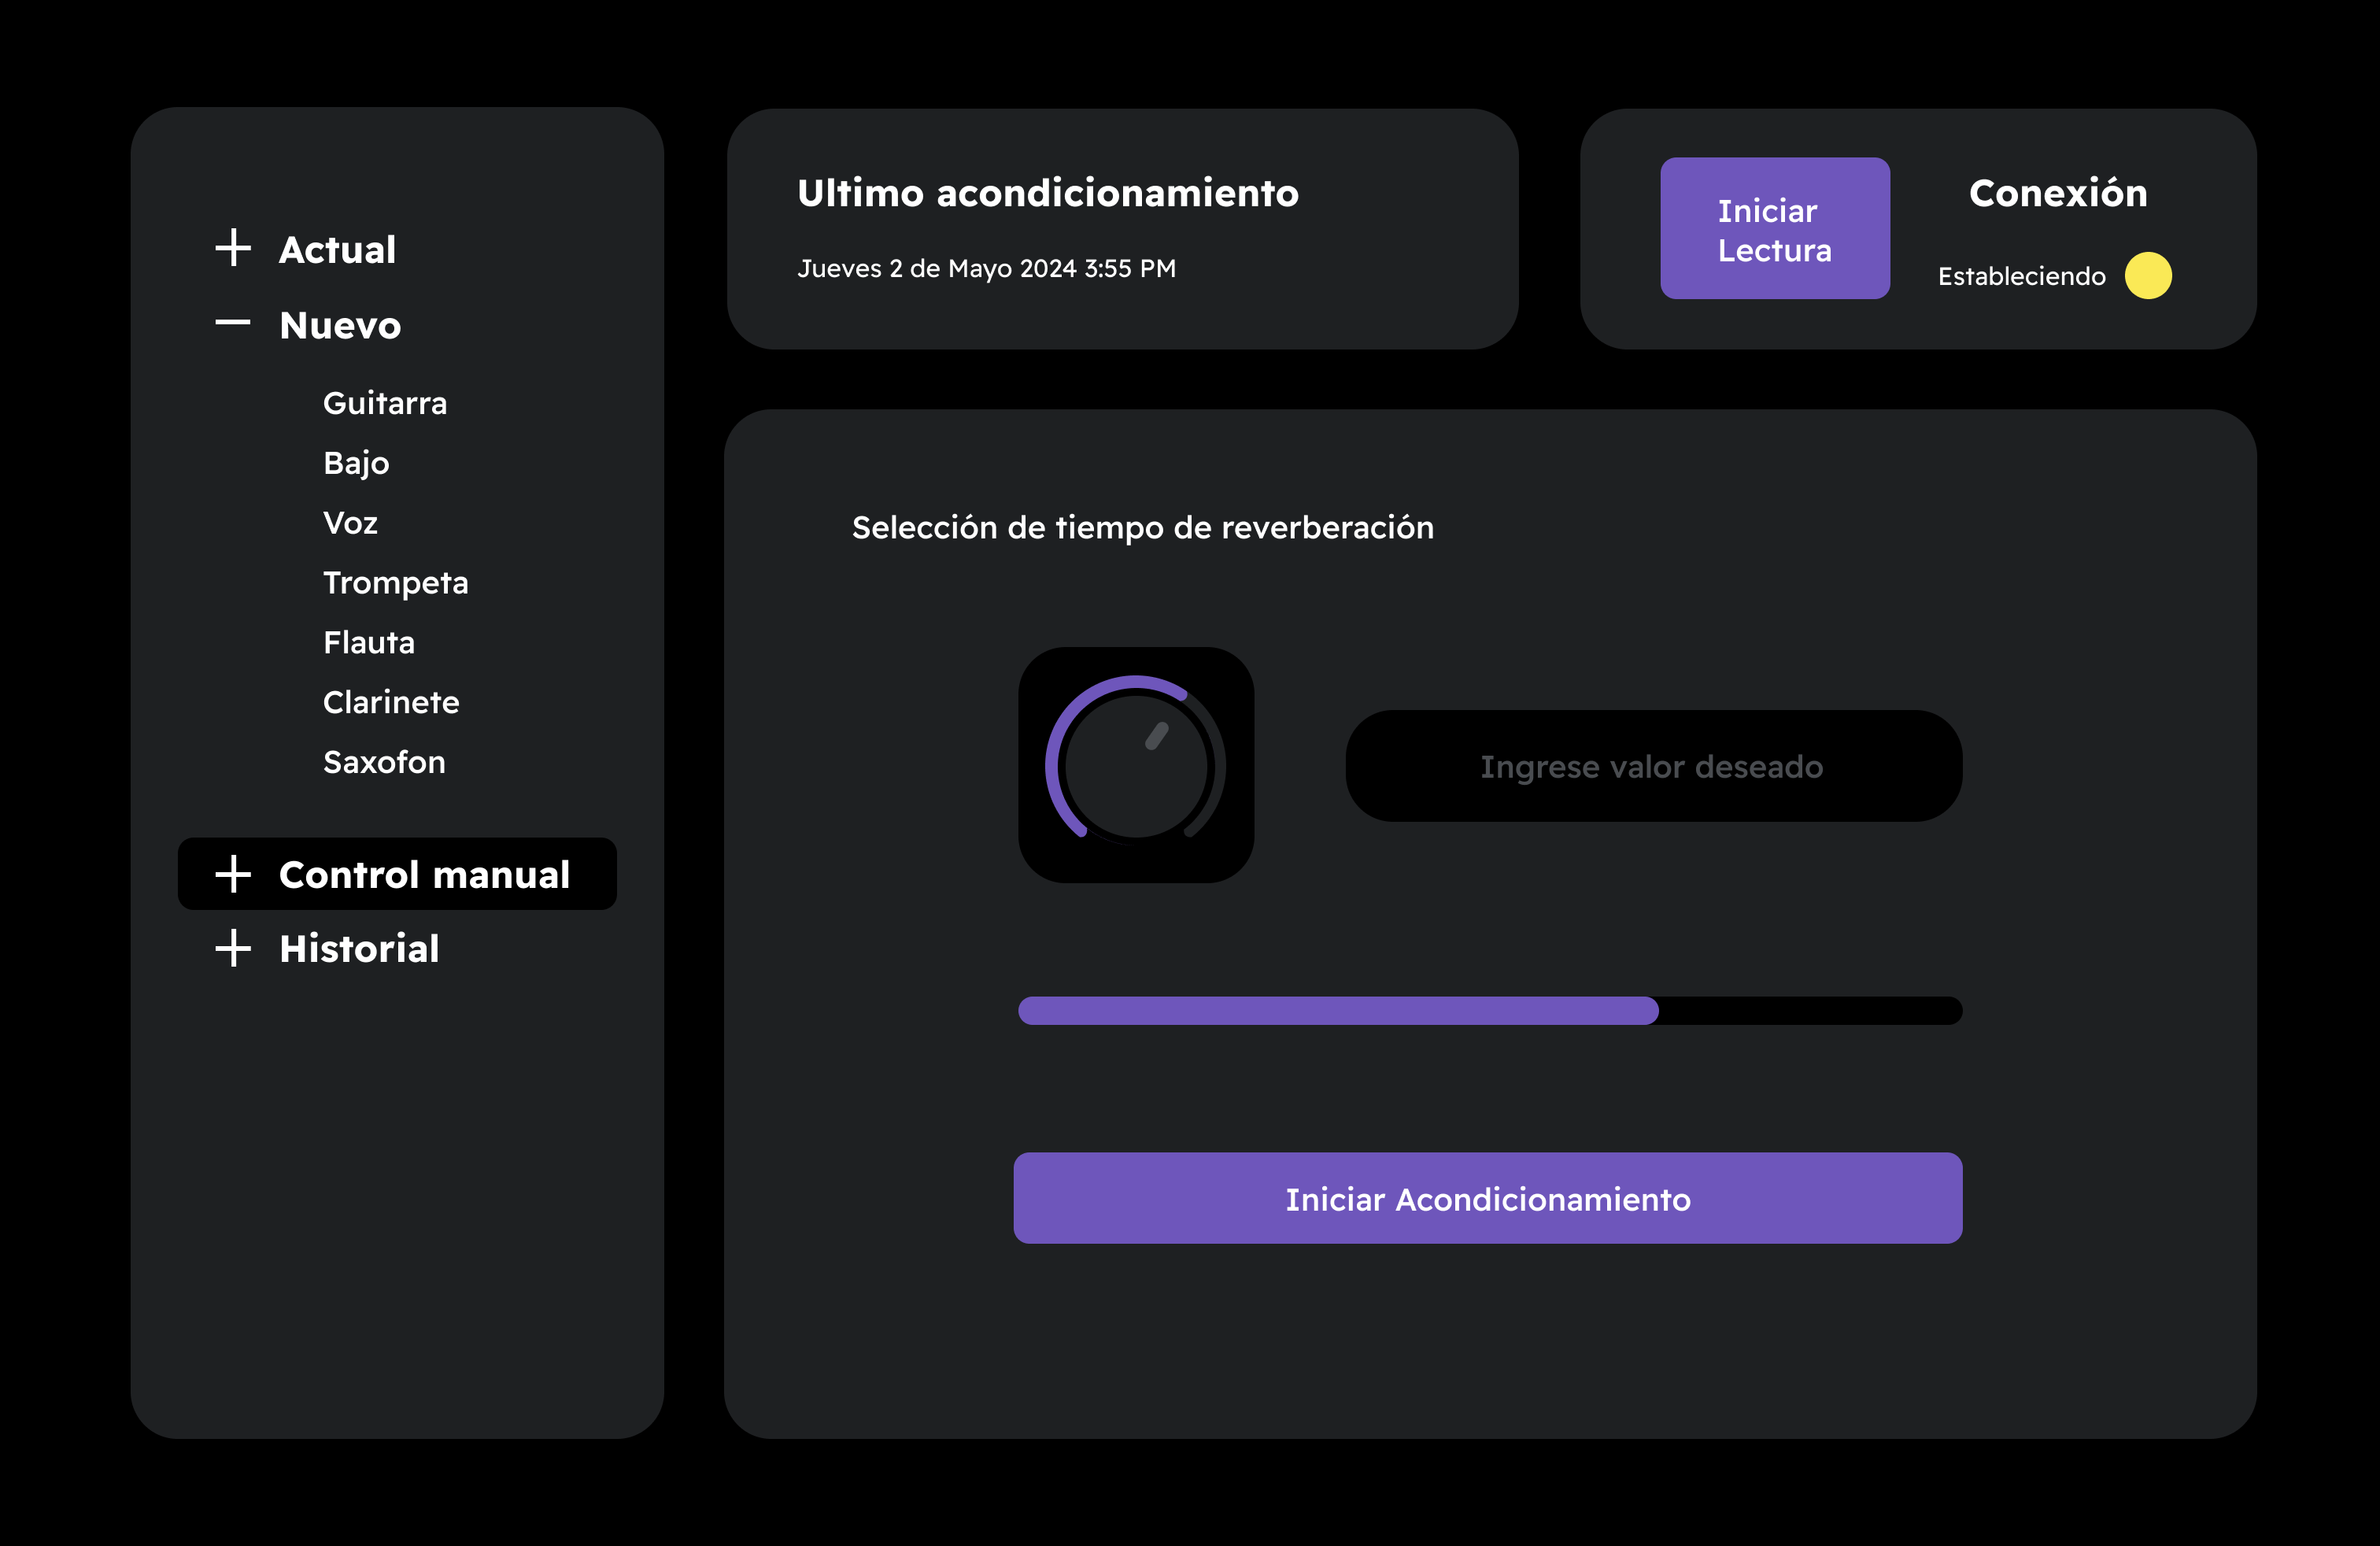 Actual
Nuevo
Guitarra
Bajo
Voz
Trompeta
Flauta
Clarinete
Saxofon
Control manual
Historial
Ultimo acondicionamiento
Jueves 2 de Mayo 2024 3:55 PM
Iniciar
Lectura
Conexión
Estableciendo
Selección de tiempo de reverberación
Ingrese valor deseado
Iniciar Acondicionamiento